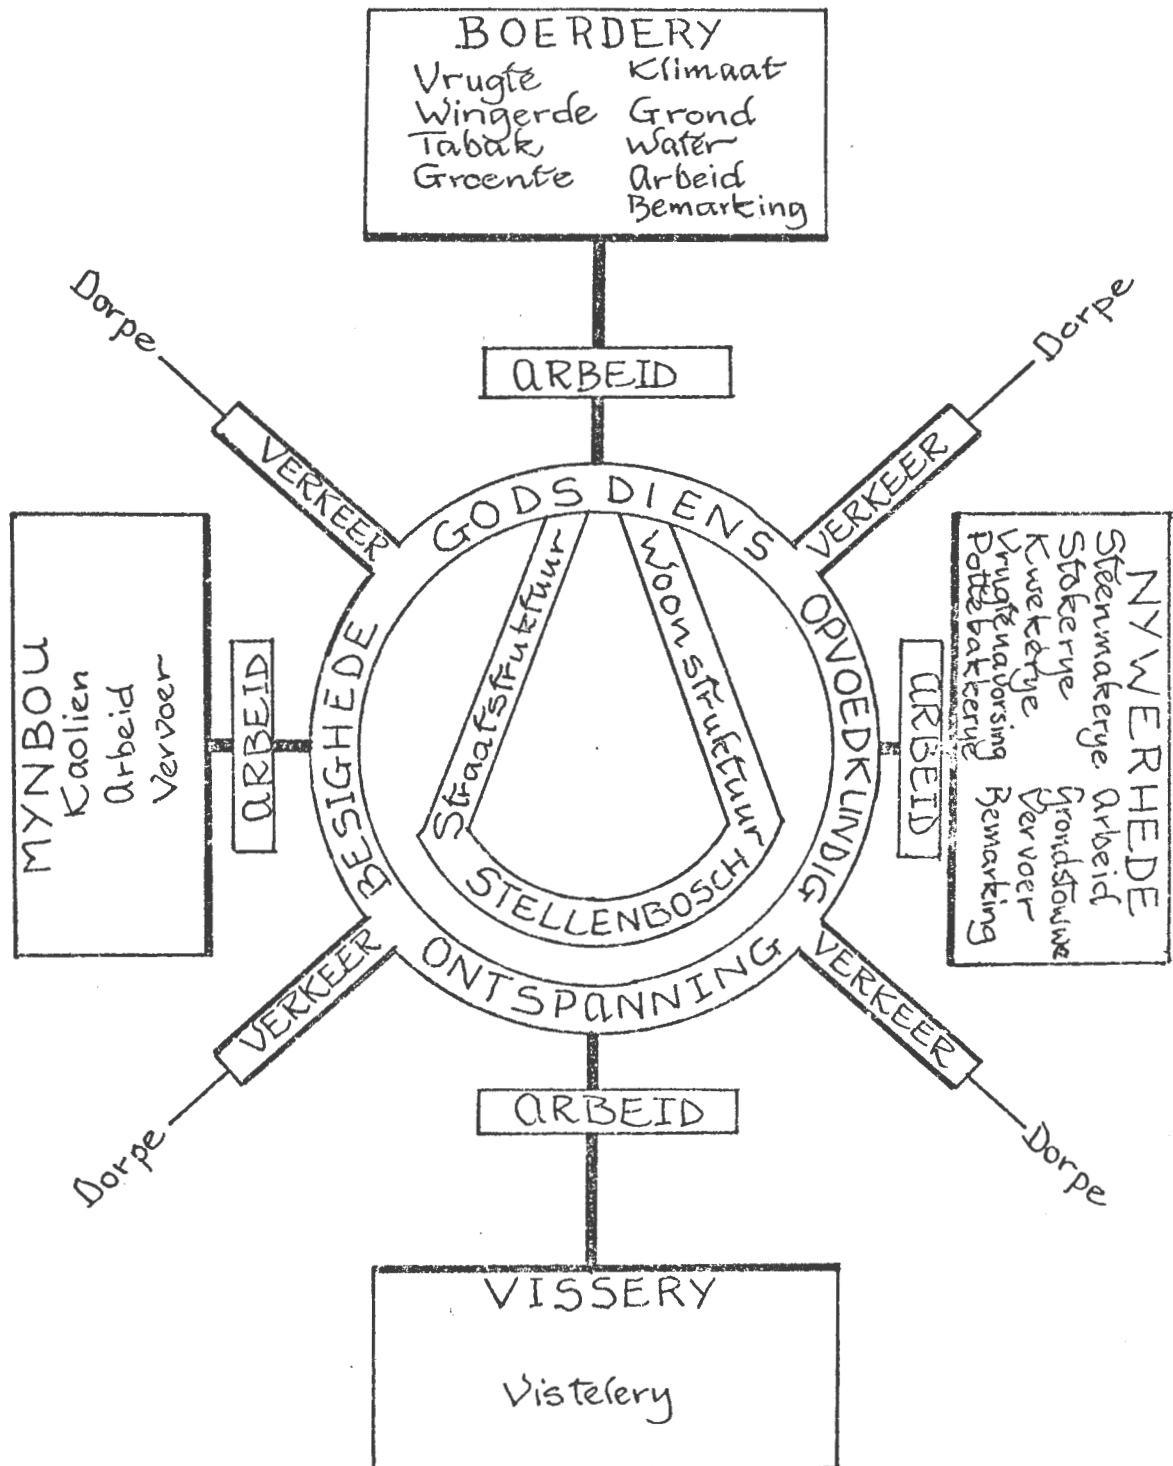 BOERDERY
Vrugte Klimaat
Wingerde Grond
Tabak Water
Groente Arbeid
Bemarking
ARBEID
Dorpe
VERKEER
Dorpe
VERKEER
GODSDIENS
OPVOEDKUNDIG
ONTSPANNING
BESIGHEDE
Straatstruktuur
Woonstruktuur
STELLENBOSCH
MYNBOU
Kaolien
Arbeid
Vervoer
ARBEID
ARBEID
NYWERHEDE
Steenmakerye Arbeid
Stokerye Grondstowwe
Kwekerye Vervoer
Vrugtenavorsing Bemarking
Pottebakkerye
VERKEER
Dorpe
VERKEER
Dorpe
ARBEID
VISSERY
Vistelery